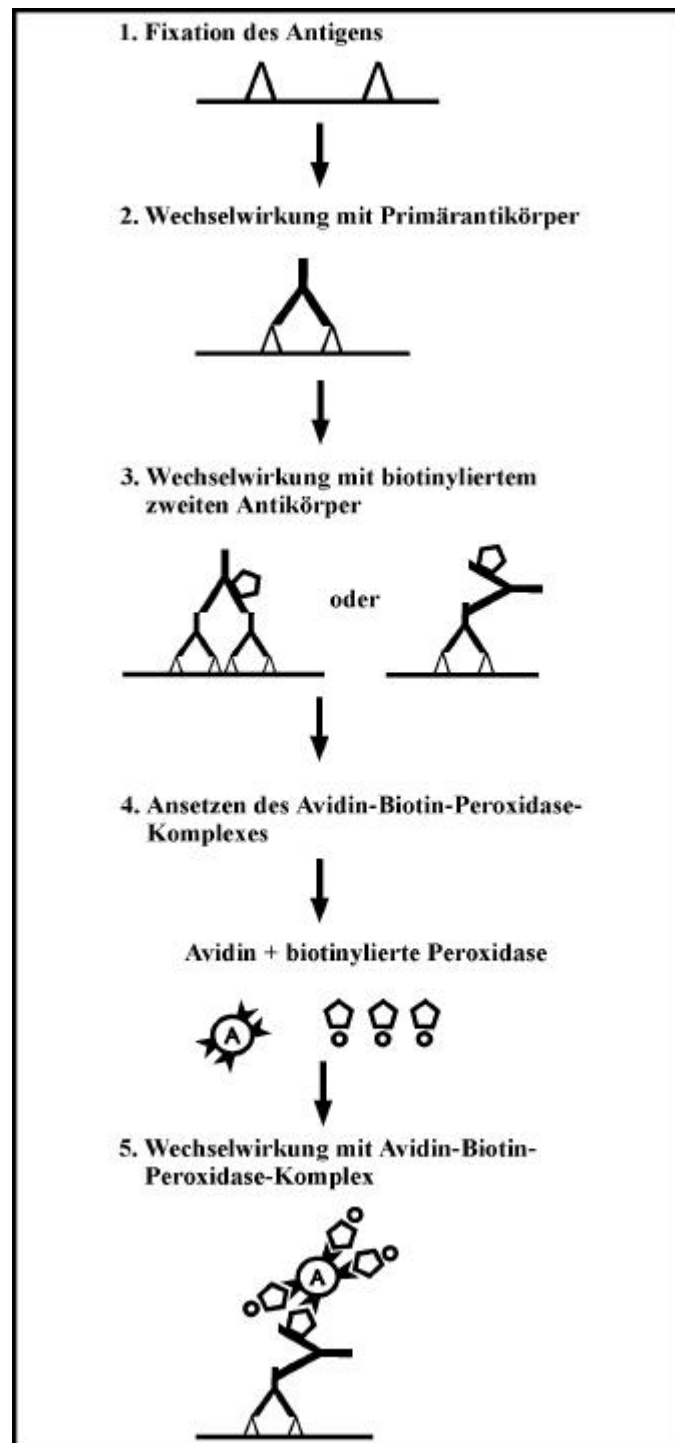 1. Fixation des Antigens
2. Wechselwirkung mit Primärantikörper
3. Wechselwirkung mit biotinyliertem
zweiten Antikörper
oder
4. Ansetzen des Avidin-Biotin-Peroxidase-
Komplexes
Avidin + biotinylierte Peroxidase
A
5. Wechselwirkung mit Avidin-Biotin-
Peroxidase-Komplex
A